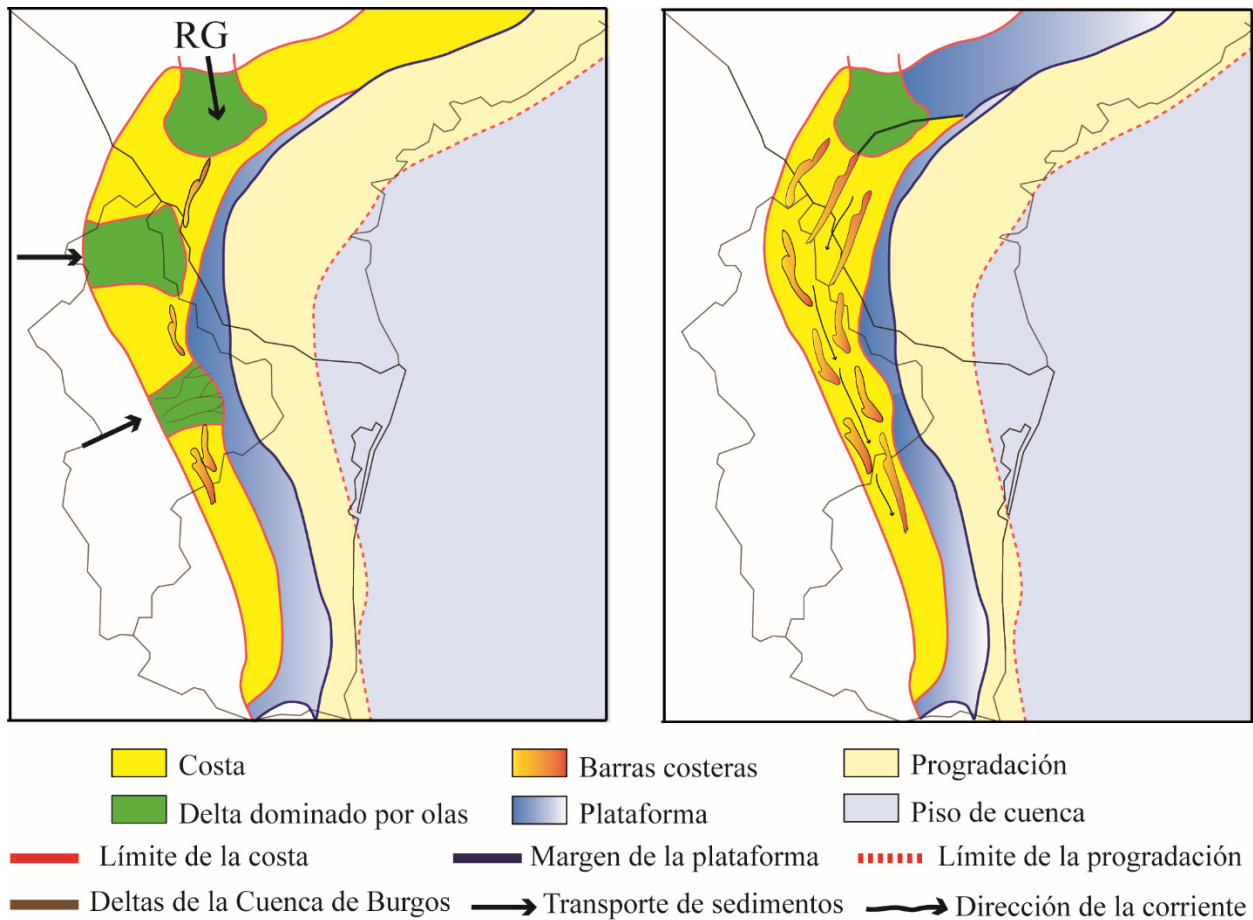 RG
Costa
Barras costeras
Progradación
Delta dominado por olas
Plataforma
Piso de cuenca
Límite de la costa
Margen de la plataforma
Límite de la progradación
Deltas de la Cuenca de Burgos
Transporte de sedimentos
Dirección de la corriente